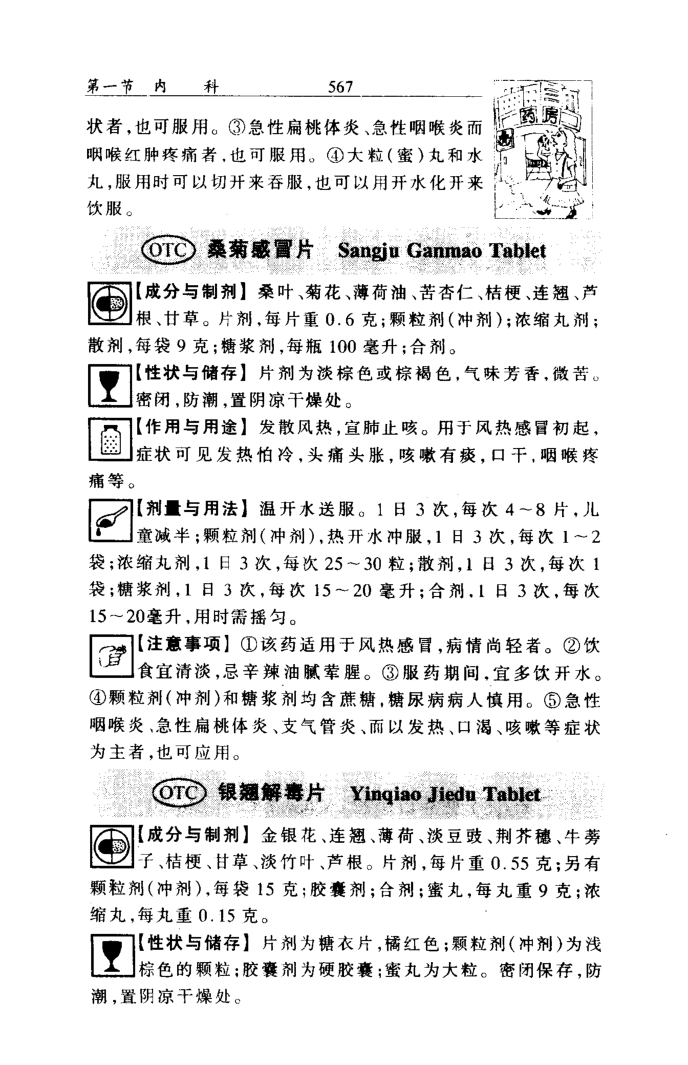 第一节 内 科 567
药房
状者,也可服用。③急性扁桃体炎、急性咽喉炎而
咽喉红肿疼痛者,也可服用。④大粒(蜜)丸和水
丸,服用时可以切开来吞服,也可以用开水化开来
饮服。
OTC 桑菊感冒片 Sangju Ganmao Tablet
【成分与制剂】 桑叶、菊花、薄荷油、苦杏仁、桔梗、连翘、芦
根、甘草。片剂,每片重 0.6 克;颗粒剂(冲剂);浓缩丸剂;
散剂,每袋 9 克;糖浆剂,每瓶 100 毫升;合剂。
【性状与储存】 片剂为淡棕色或棕褐色,气味芳香,微苦。
密闭,防潮,置阴凉干燥处。
【作用与用途】 发散风热,宣肺止咳。用于风热感冒初起,
症状可见发热怕冷,头痛头胀,咳嗽有痰,口干,咽喉疼
痛等。
【剂量与用法】 温开水送服。1 日 3 次,每次 4～8 片,儿
童减半;颗粒剂(冲剂),热开水冲服,1 日 3 次,每次 1～2
袋;浓缩丸剂,1 日 3 次,每次 25～30 粒;散剂,1 日 3 次,每次 1
袋;糖浆剂,1 日 3 次,每次 15～20 毫升;合剂,1 日 3 次,每次
15～20毫升,用时需摇匀。
【注意事项】 ①该药适用于风热感冒,病情尚轻者。②饮
食宜清淡,忌辛辣油腻荤腥。③服药期间,宜多饮开水。
④颗粒剂(冲剂)和糖浆剂均含蔗糖,糖尿病病人慎用。⑤急性
咽喉炎、急性扁桃体炎、支气管炎、而以发热、口渴、咳嗽等症状
为主者,也可应用。
OTC 银翘解毒片 Yinqiao Jiedu Tablet
【成分与制剂】 金银花、连翘、薄荷、淡豆豉、荆芥穗、牛蒡
子、桔梗、甘草、淡竹叶、芦根。片剂,每片重 0.55 克;另有
颗粒剂(冲剂),每袋 15 克;胶囊剂;合剂;蜜丸,每丸重 9 克;浓
缩丸,每丸重 0.15 克。
【性状与储存】 片剂为糖衣片,橘红色;颗粒剂(冲剂)为浅
棕色的颗粒;胶囊剂为硬胶囊;蜜丸为大粒。密闭保存,防
潮,置阴凉干燥处。